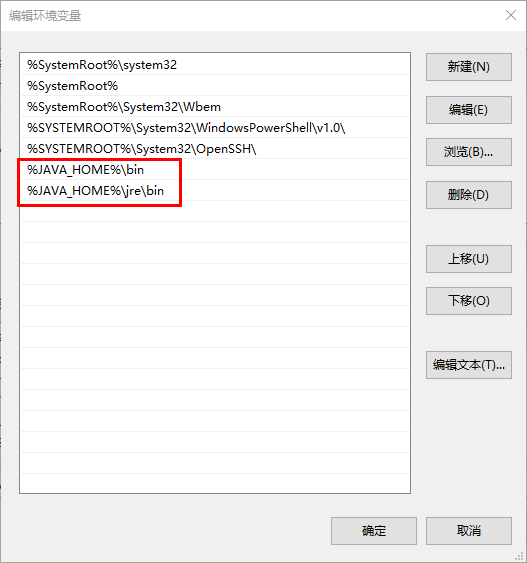 编辑环境变量
%SystemRoot%\system32
%SystemRoot%
%SystemRoot%\System32\Wbem
%SYSTEMROOT%\System32\WindowsPowerShell\v1.0\
%SYSTEMROOT%\System32\OpenSSH\
%JAVA_HOME%\bin
%JAVA_HOME%\jre\bin
新建(N)
编辑(E)
浏览(B)...
删除(D)
上移(U)
下移(O)
编辑文本(T)...
确定
取消